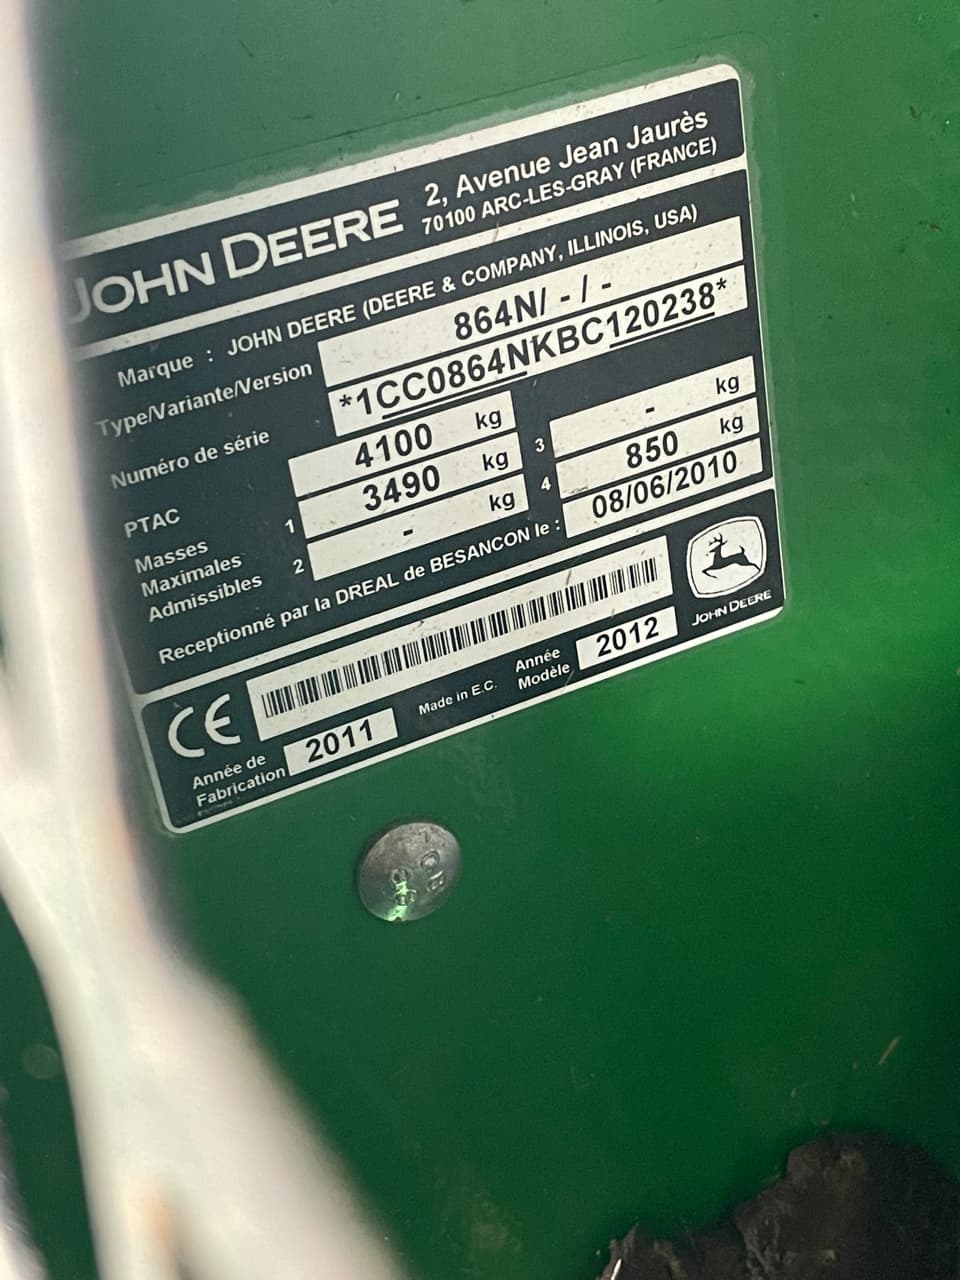 JOHN DEERE
2, Avenue Jean Jaurès
70100 ARC-LES-GRAY (FRANCE)
Marque : JOHN DEERE (DEERE & COMPANY, ILLINOIS, USA)
Type/Variante/Version 864N/ - / -
Numéro de série *1CC0864NKBC120238*
PTAC 4100 kg
Masses Maximales Admissibles
1 3490 kg 3 - kg
2 - kg 4 850 kg
Receptionné par la DREAL de BESANCON le : 08/06/2010
CE
Année de Fabrication 2011
Made in E.C.
Année Modèle 2012
JOHN DEERE